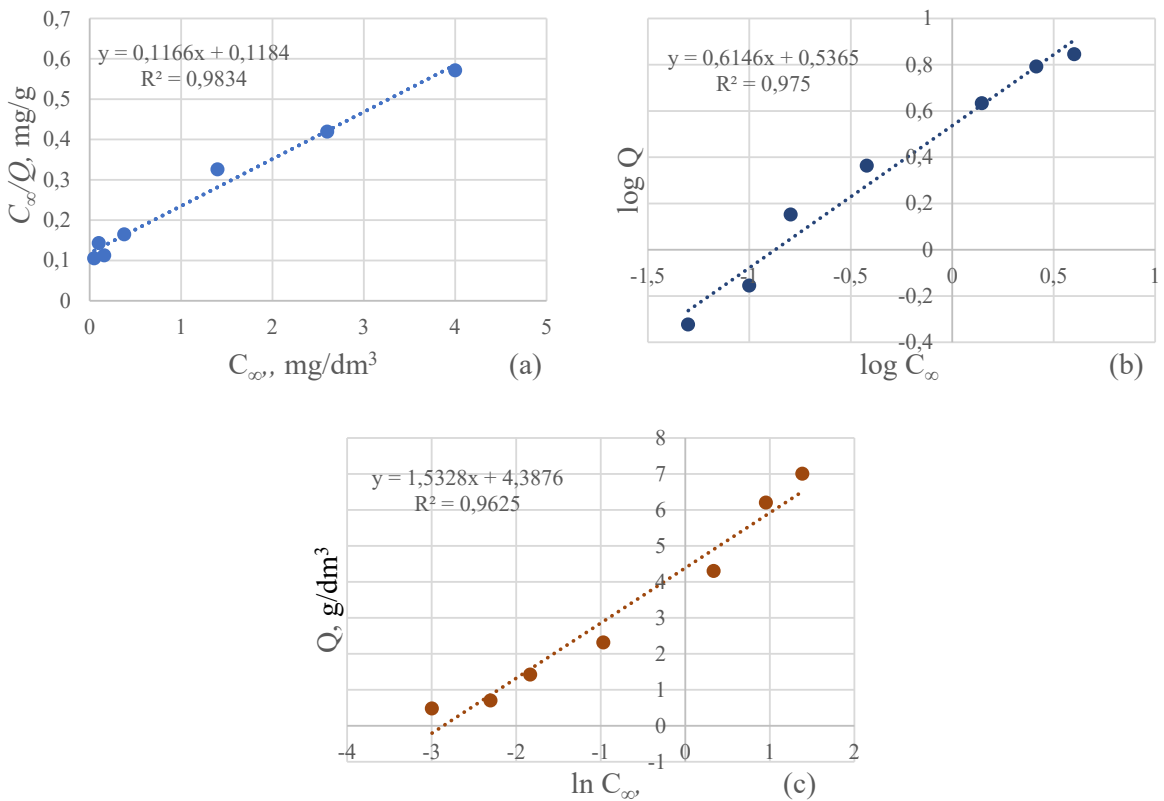 0,7
0,6
0,5
0,4
0,3
0,2
0,1
0
y = 0,1166x + 0,1184
R² = 0,9834
C∞/Q, mg/g
0 1 2 3 4 5
C∞,, mg/dm³ (a)
1
0,8
0,6
0,4
0,2
0
-0,2
-0,4
y = 0,6146x + 0,5365
R² = 0,975
log Q
-1,5 -1 -0,5 0 0,5 1
log C∞ (b)
8
7
6
5
4
3
2
1
0
-1
y = 1,5328x + 4,3876
R² = 0,9625
Q, g/dm³
-4 -3 -2 -1 0 1 2
ln C∞, (c)